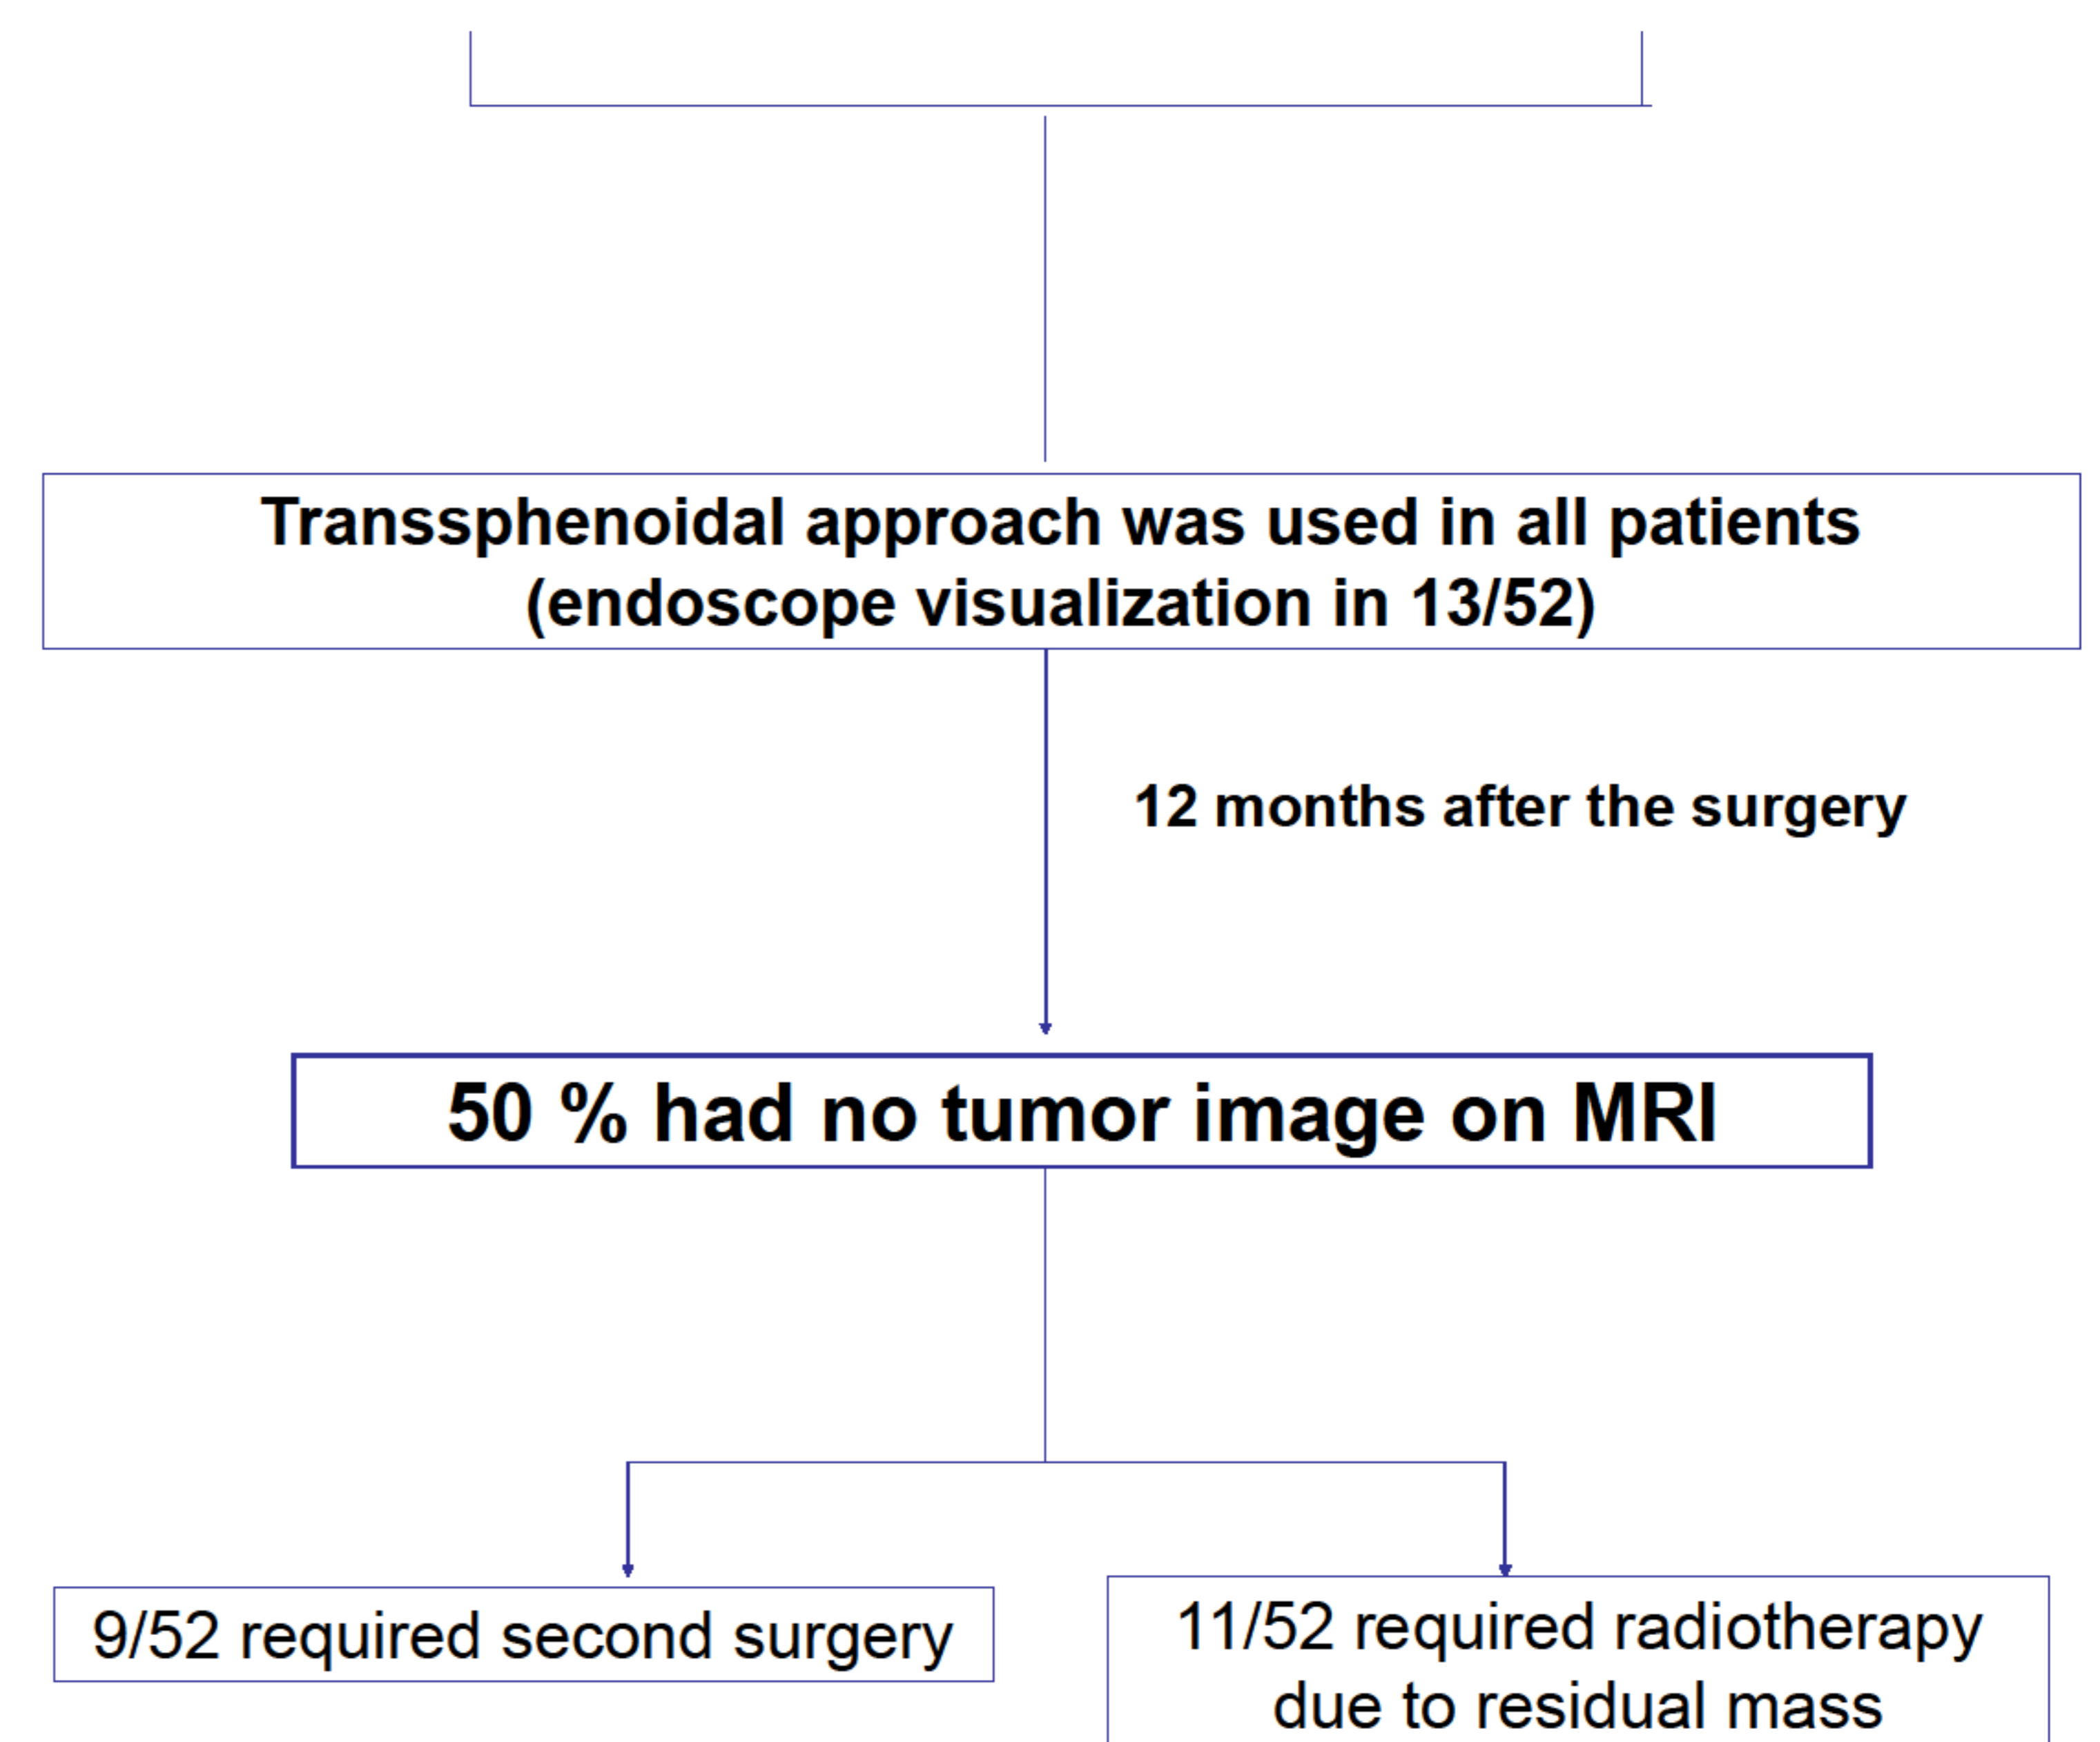 Transsphenoidal approach was used in all patients
(endoscope visualization in 13/52)
12 months after the surgery
50 % had no tumor image on MRI
9/52 required second surgery
11/52 required radiotherapy
due to residual mass